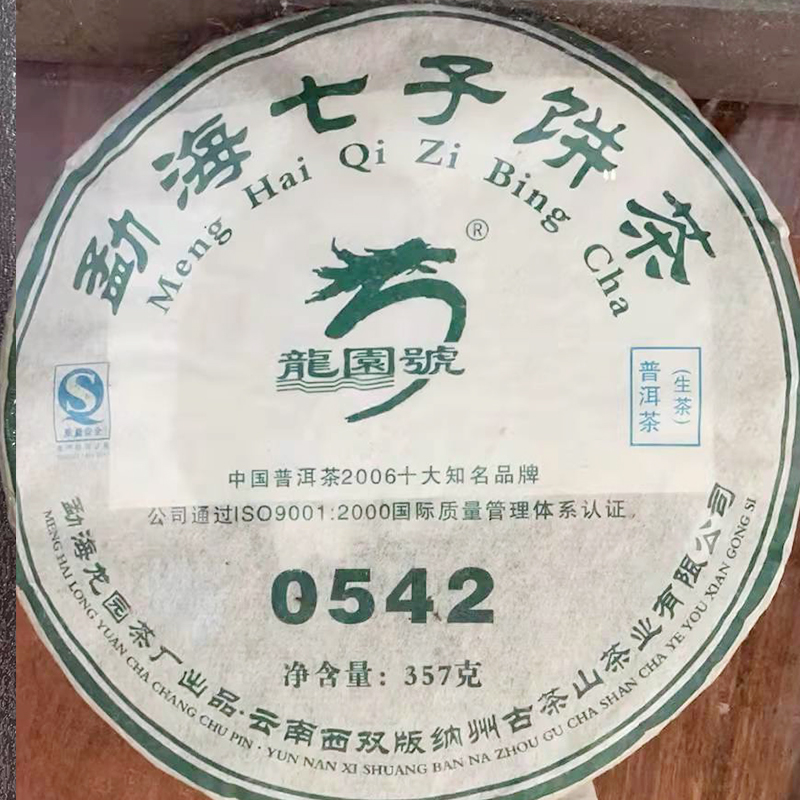 勐海七子饼茶
Meng Hai Qi Zi Bing Cha
®
龍園號
质量安全
普洱茶
(生茶)
中国普洱茶2006十大知名品牌
公司通过ISO9001:2000国际质量管理体系认证。
0542
净含量：357克
勐海龙园茶厂出品·云南西双版纳州古茶山茶业有限公司
MENG HAI LONG YUAN CHA CHANG CHU PIN · YUN NAN XI SHUANG BAN NA ZHOU GU CHA SHAN CHA YE YOU XIAN GONG SI